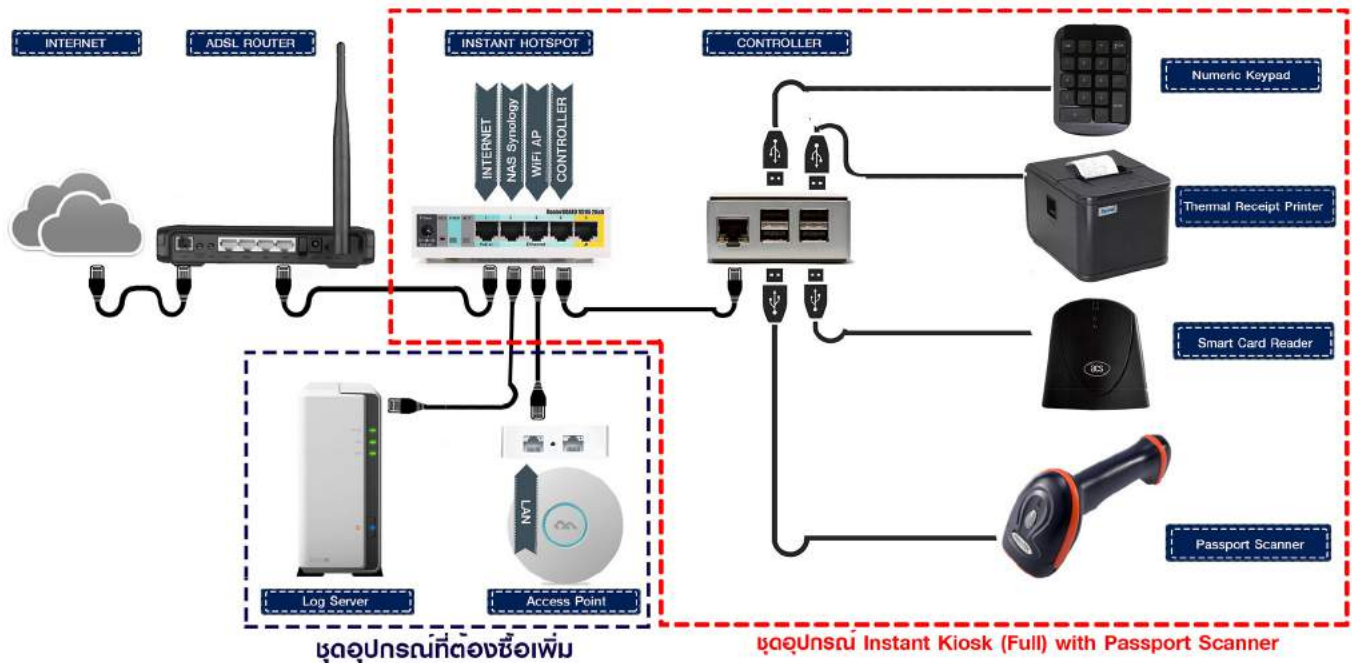 INTERNET
ADSL ROUTER
INSTANT HOTSPOT
CONTROLLER
Numeric Keypad
INTERNET
NAS Synology
WiFi AP
CONTROLLER
Thermal Receipt Printer
Ethernet
Smart Card Reader
acs
LAN
Passport Scanner
Log Server
Access Point
ชุดอุปกรณ์ที่ต้องซื้อเพิ่ม
ชุดอุปกรณ์ Instant Kiosk (Full) with Passport Scanner